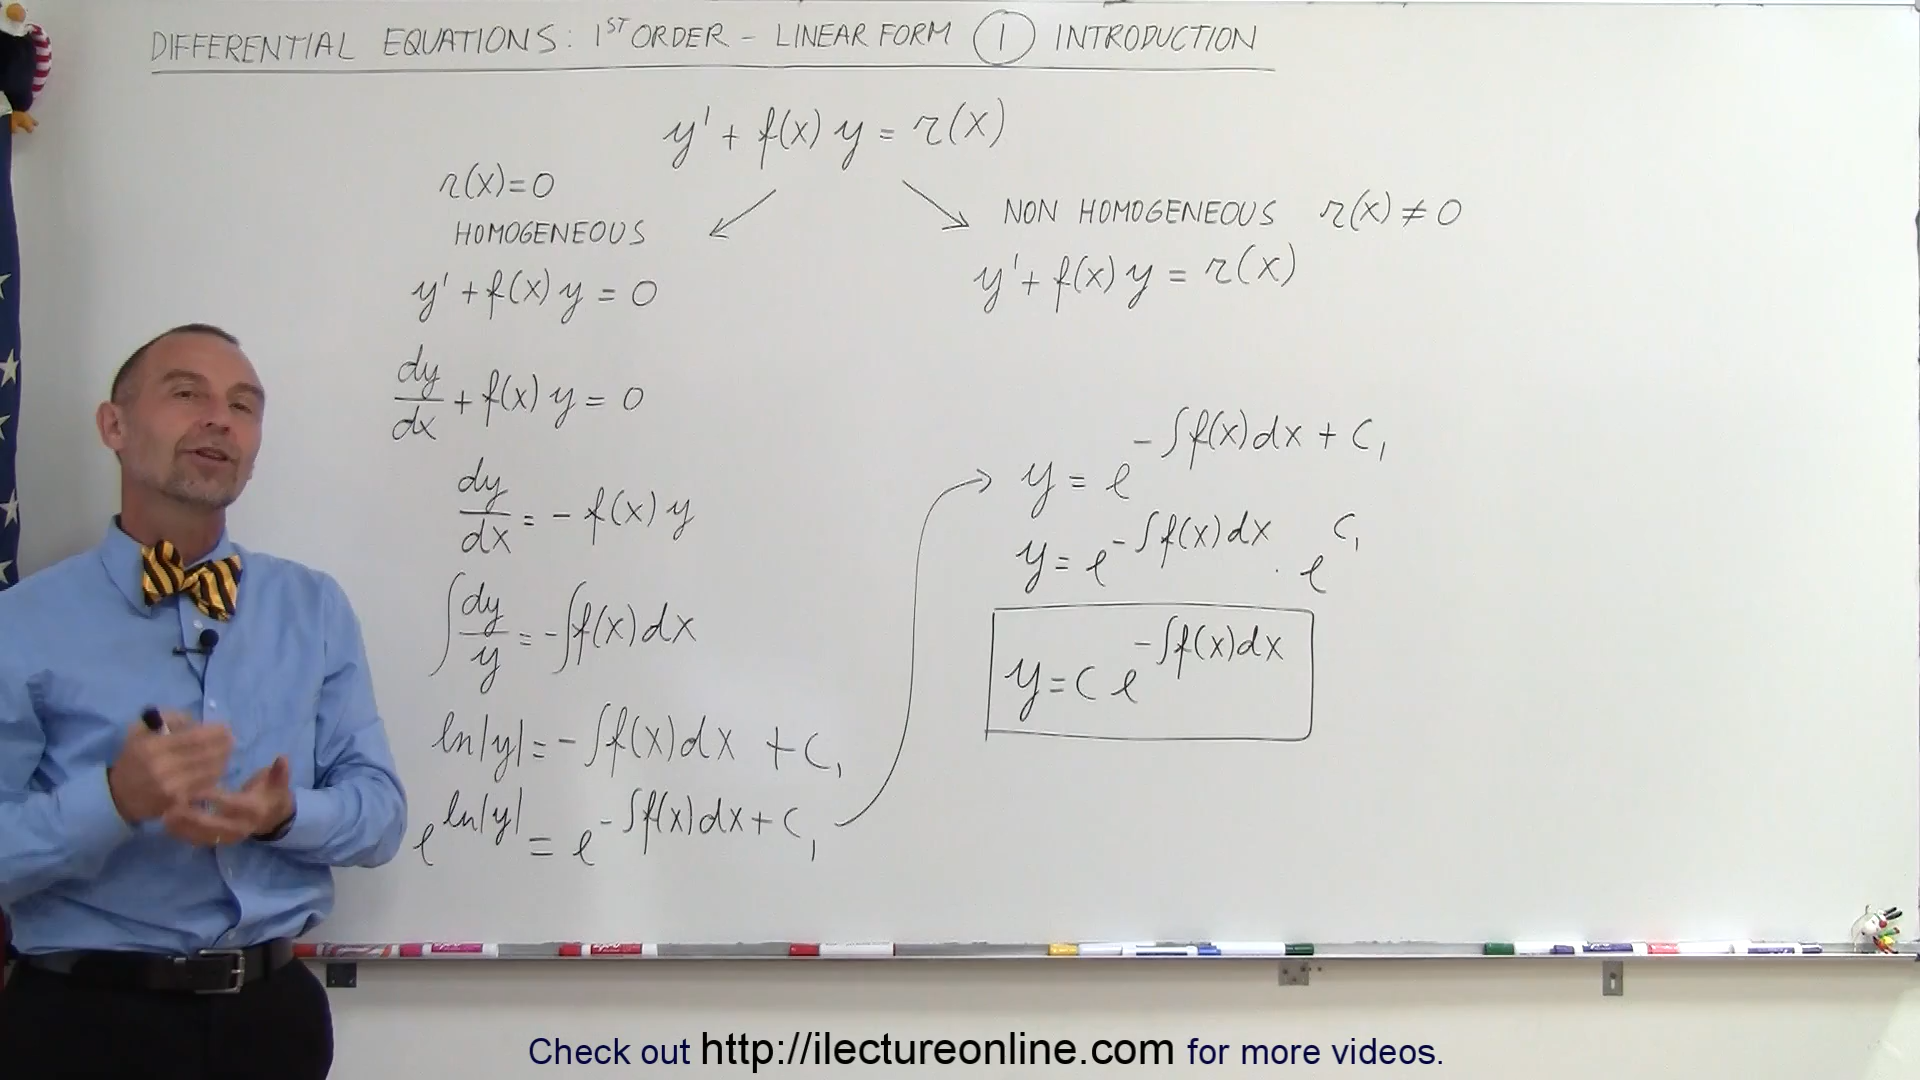 DIFFERENTIAL EQUATIONS: 1ST ORDER – LINEAR FORM ① INTRODUCTION
y' + f(x) y = r(x)
r(x)=0
HOMOGENEOUS
y' + f(x) y = 0
dy/dx + f(x) y = 0
dy/dx = - f(x) y
∫ dy/y = -∫f(x)dx
ln|y| = - ∫f(x)dx + C₁
e^{ln|y|} = e^{-∫f(x)dx + C₁}
NON HOMOGENEOUS r(x) ≠ 0
y' + f(x) y = r(x)
y = e^{-∫f(x)dx + C₁}
y = e^{-∫f(x)dx} · e^{C₁}
y = C e^{-∫f(x)dx}
Check out http://ilectureonline.com for more videos.